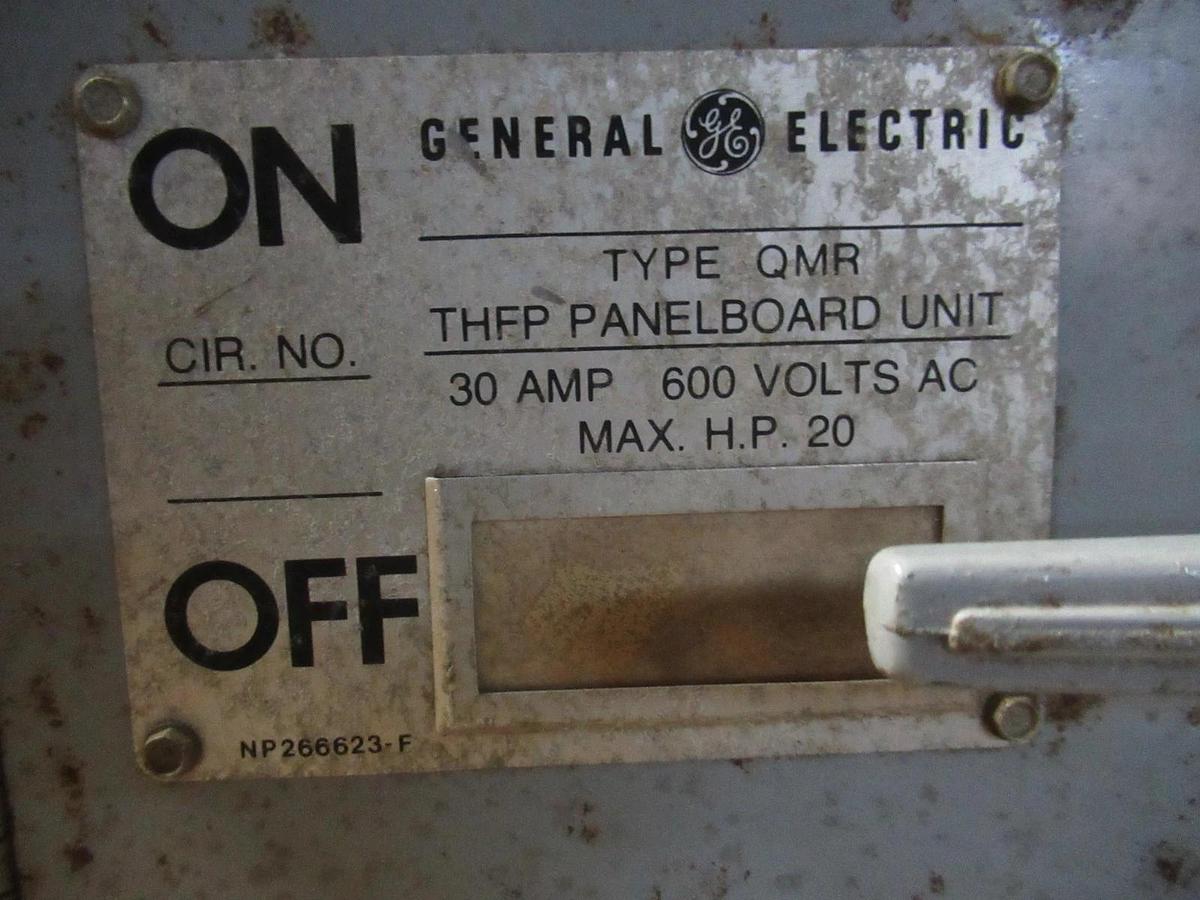 ON
GENERAL GE ELECTRIC
TYPE QMR
THFP PANELBOARD UNIT
CIR. NO.
30 AMP 600 VOLTS AC
MAX. H.P. 20
OFF
NP266623-F